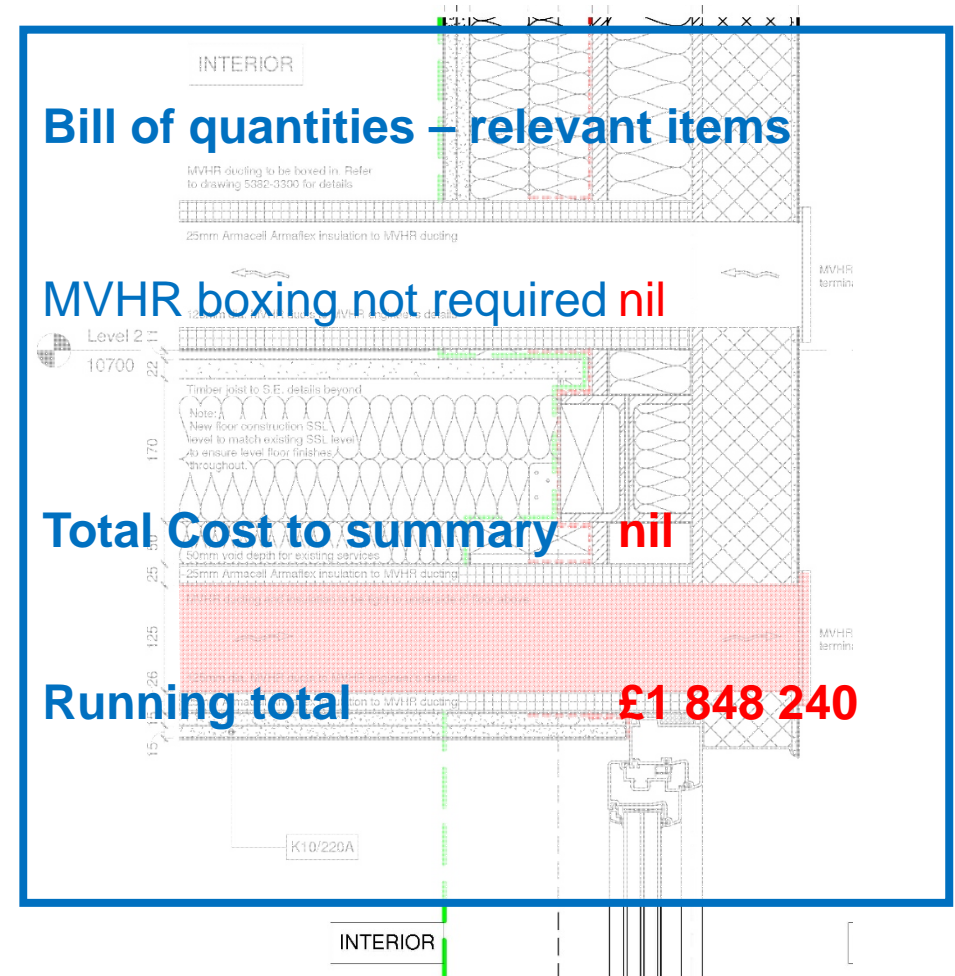 INTERIOR
Bill of quantities – relevant items
MVHR ducting to be boxed in. Refer
to drawing 5382-3300 for details
25mm Armacell Armaflex insulation to MVHR ducting
MVHR
MVHR boxing not required nil
Level 2
10700
22
Timber joist to S.E. details beyond
Note:
New floor construction SSL
level to match existing SSL level
to ensure level floor finishes
throughout.
170
Total Cost to summary nil
50mm void depth for existing services
25
25mm Armacell Armaflex insulation to MVHR ducting
125
MVHR
26
Running total £1 848 240
15
K10/220A
INTERIOR